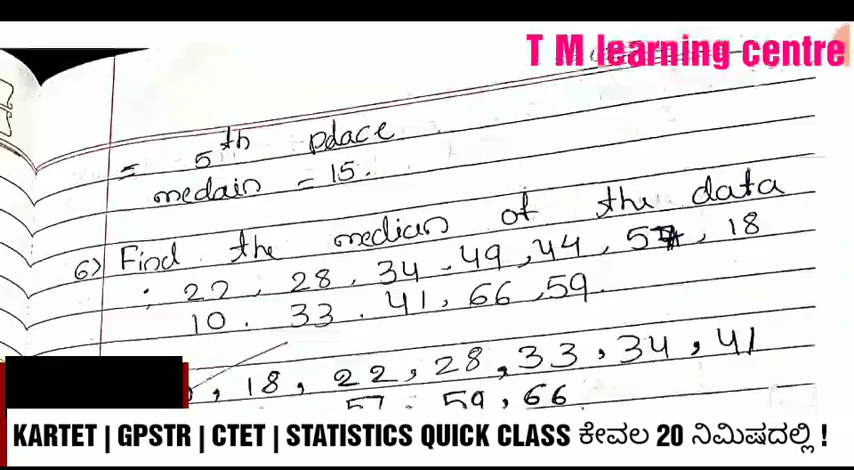 T M learning centre
= 5th pdace
medain = 15.
6) Find the median of the data
: 22, 28, 34, 49, 44, 57, 18
10. 33. 41, 66, 59.
, 18, 22, 28, 33, 34, 41
57. 59, 66
KARTET | GPSTR | CTET | STATISTICS QUICK CLASS ಕೇವಲ 20 ನಿಮಿಷದಲ್ಲಿ !